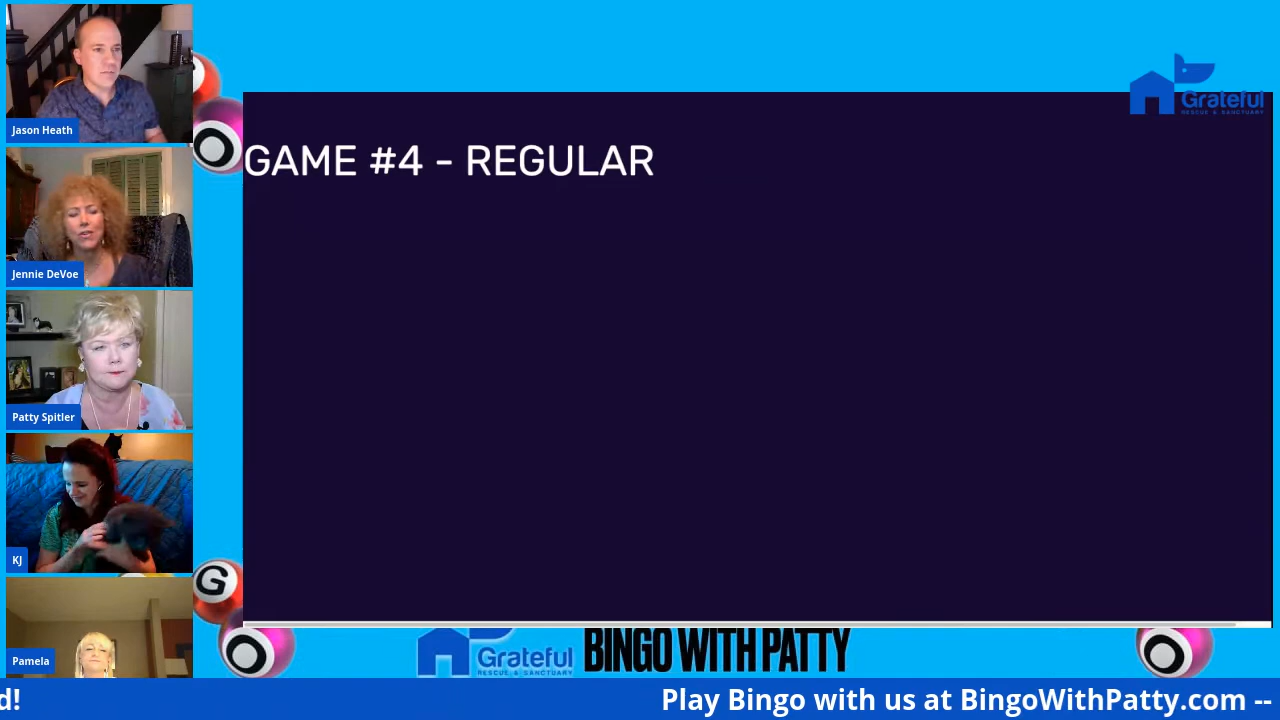 Jason Heath
Jennie DeVoe
Patty Spitler
KJ
Pamela
Grateful
RESCUE & SANCTUARY
GAME #4 - REGULAR
O
G
O
O
Grateful
RESCUE & SANCTUARY
BINGO WITH PATTY
d!
Play Bingo with us at BingoWithPatty.com --